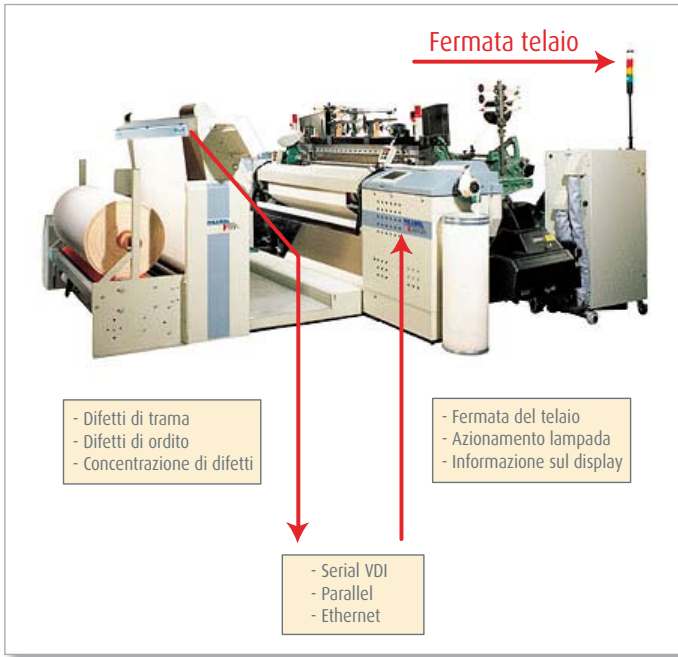 Fermata telaio
- Difetti di trama
- Difetti di ordito
- Concentrazione di difetti
- Fermata del telaio
- Azionamento lampada
- Informazione sul display
- Serial VDI
- Parallel
- Ethernet